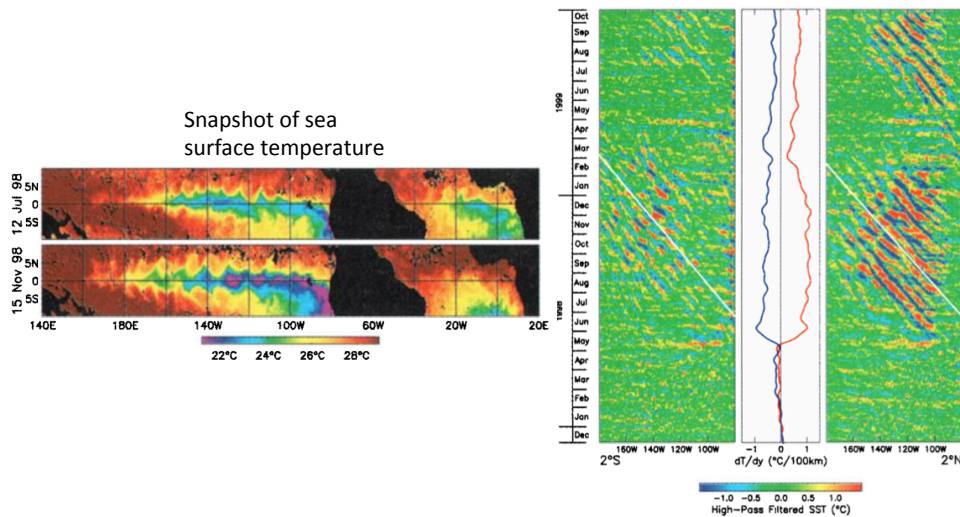 Snapshot of sea
surface temperature
12 Jul 98
5N
0
5S
15 Nov 98
5N
0
5S
140E 180E 140W 100W 60W 20W 20E
22°C 24°C 26°C 28°C
1999
Oct
Sep
Aug
Jul
Jun
May
Apr
Mar
Feb
Jan
1998
Dec
Nov
Oct
Sep
Aug
Jul
Jun
May
Apr
Mar
Feb
Jan
Dec
160W 140W 120W 100W
2°S
-1 0 1
dT/dy (°C/100km)
160W 140W 120W 100W
2°N
-1.0 -0.5 0.0 0.5 1.0
High-Pass Filtered SST (°C)